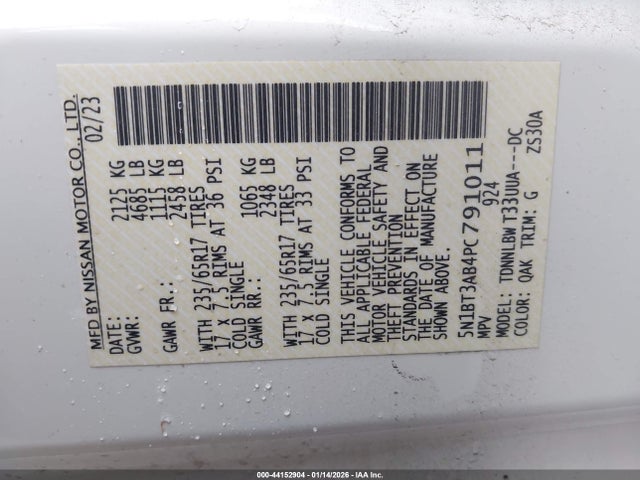 MFD BY NISSAN MOTOR CO., LTD.
DATE: 02/23
GVWR: 2125 KG
4685 LB
GAWR FR.: 1115 KG
2458 LB
WITH 235/65R17 TIRES
17 X 7.5 RIMS AT 36 PSI
COLD SINGLE
GAWR RR.: 1065 KG
2348 LB
WITH 235/65R17 TIRES
17 X 7.5 RIMS AT 33 PSI
COLD SINGLE
THIS VEHICLE CONFORMS TO
ALL APPLICABLE FEDERAL
MOTOR VEHICLE SAFETY AND
THEFT PREVENTION
STANDARDS IN EFFECT ON
THE DATE OF MANUFACTURE
SHOWN ABOVE.
5N1BT3AB4PC791011
MPV 924
MODEL: TDNNLBW T33UUA----DC
COLOR: QAK TRIM: G ZS30A
000-44152904 - 01/14/2026 - IAA Inc.